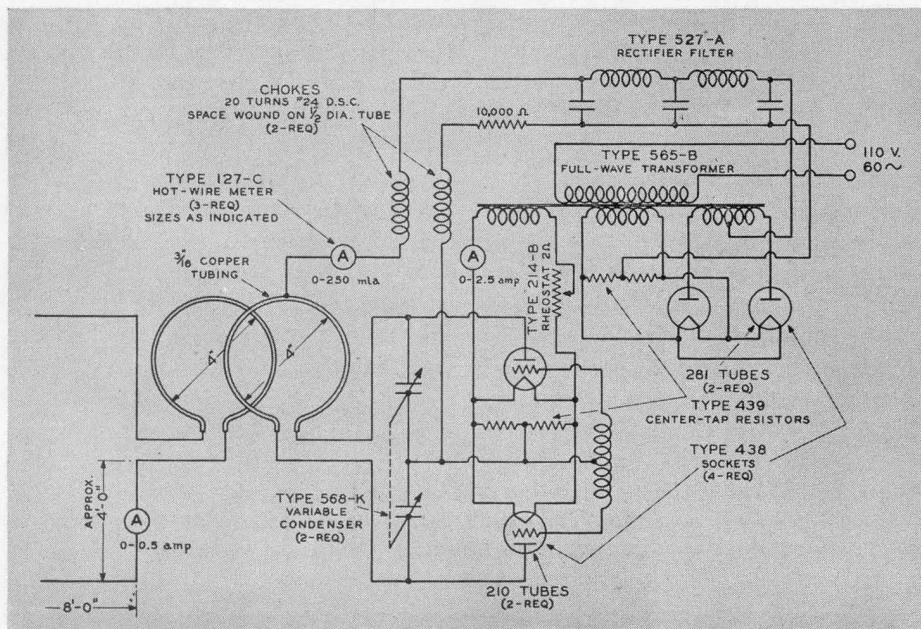 TYPE 527-A
RECTIFIER FILTER
CHOKES
20 TURNS #24 D.S.C.
SPACE WOUND ON 1/2" DIA. TUBE
(2-REQ)
10,000 Ω
TYPE 565-B
FULL-WAVE TRANSFORMER
110 V.
60~
TYPE 127-C
HOT-WIRE METER
(3-REQ)
SIZES AS INDICATED
3/16" COPPER
TUBING
A
0-250 mla
A
0-2.5 amp
TYPE 214-B
RHEOSTAT 2Ω
4"
4"
281 TUBES
(2-REQ)
TYPE 439
CENTER-TAP RESISTORS
TYPE 438
SOCKETS
(4-REQ)
APPROX.
4'-0"
A
0-0.5 amp
TYPE 568-K
VARIABLE
CONDENSER
(2-REQ)
8'-0"
210 TUBES
(2-REQ)